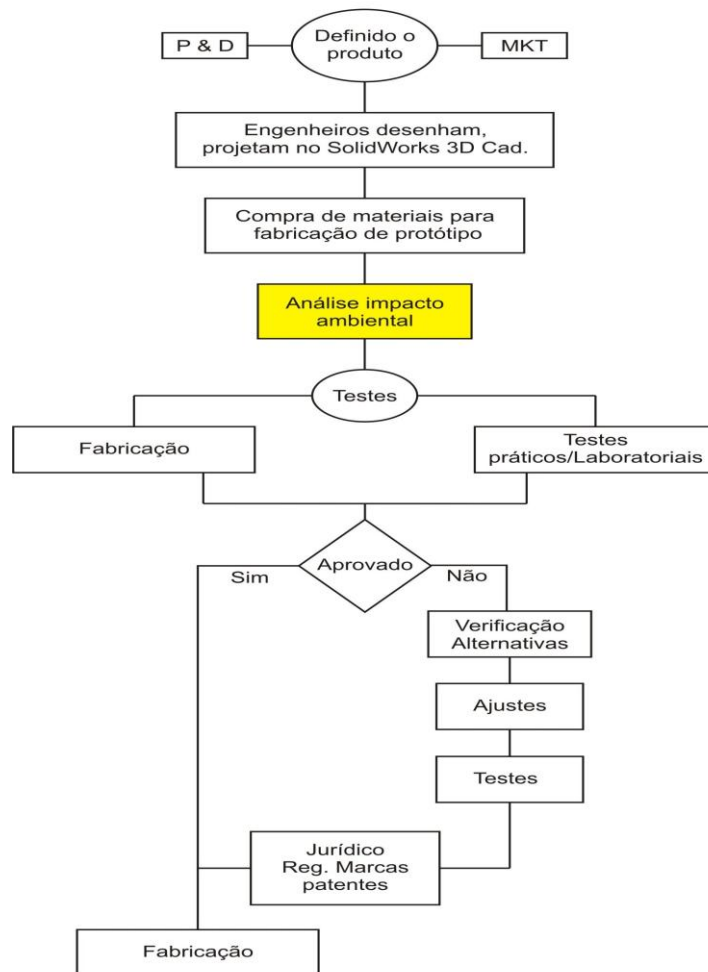 P & D
Definido o
produto
MKT
Engenheiros desenham,
projetam no SolidWorks 3D Cad.
Compra de materiais para
fabricação de protótipo
Análise impacto
ambiental
Testes
Fabricação
Testes
práticos/Laboratoriais
Aprovado
Sim
Não
Verificação
Alternativas
Ajustes
Testes
Jurídico
Reg. Marcas
patentes
Fabricação